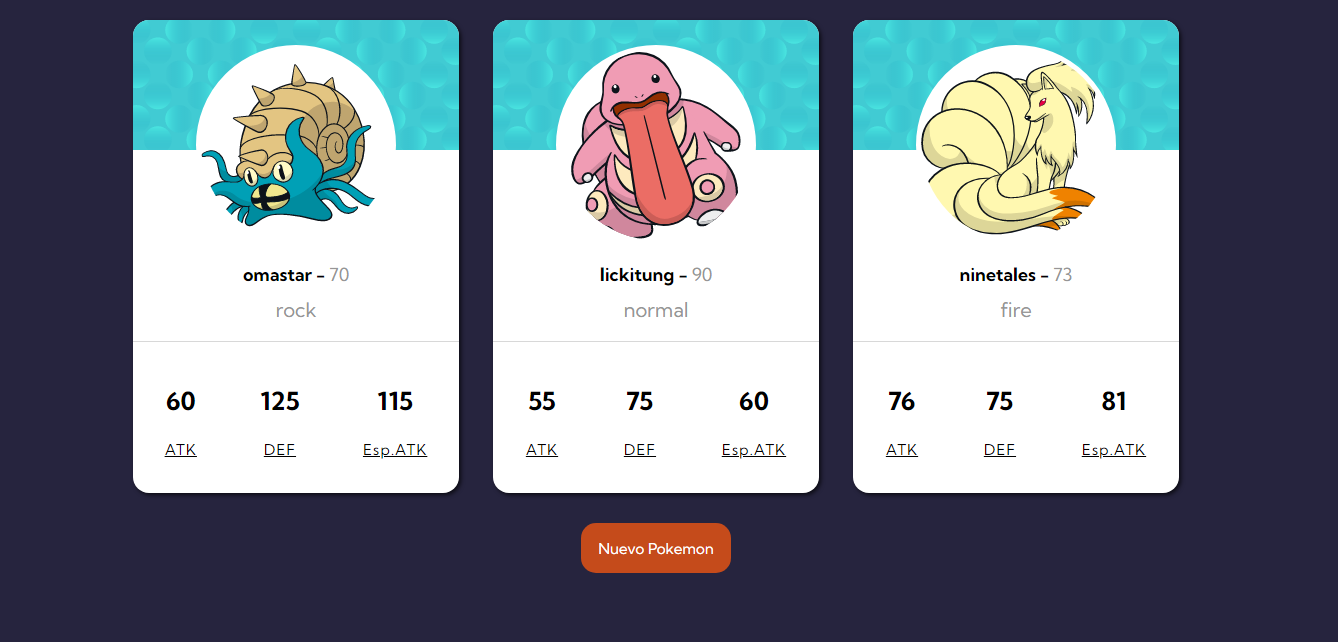 omastar - 70
rock
60 125 115
ATK DEF Esp.ATK
lickitung - 90
normal
55 75 60
ATK DEF Esp.ATK
ninetales - 73
fire
76 75 81
ATK DEF Esp.ATK
Nuevo Pokemon